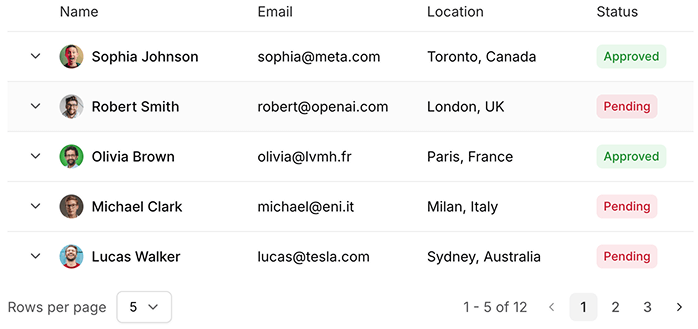 Name Email Location Status
Sophia Johnson sophia@meta.com Toronto, Canada Approved
Robert Smith robert@openai.com London, UK Pending
Olivia Brown olivia@lvmh.fr Paris, France Approved
Michael Clark michael@eni.it Milan, Italy Pending
Lucas Walker lucas@tesla.com Sydney, Australia Pending
Rows per page 5 1 - 5 of 12 1 2 3